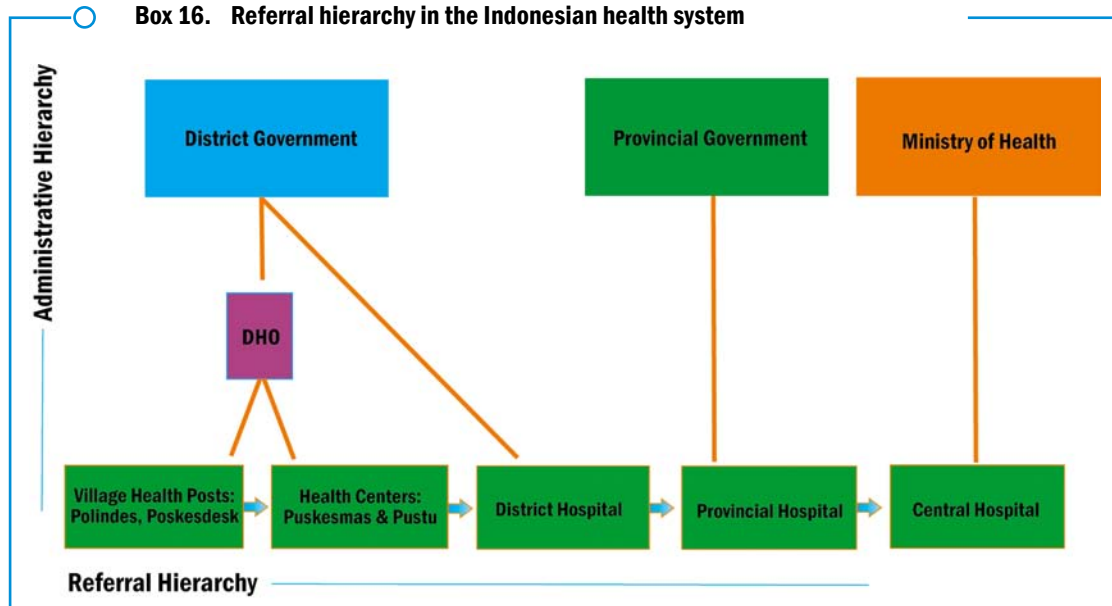 Box 16. Referral hierarchy in the Indonesian health system
Administrative Hierarchy
District Government
Provincial Government
Ministry of Health
DHO
Village Health Posts:
Polindes, Poskesdesk
Health Centers:
Puskesmas & Pustu
District Hospital
Provincial Hospital
Central Hospital
Referral Hierarchy